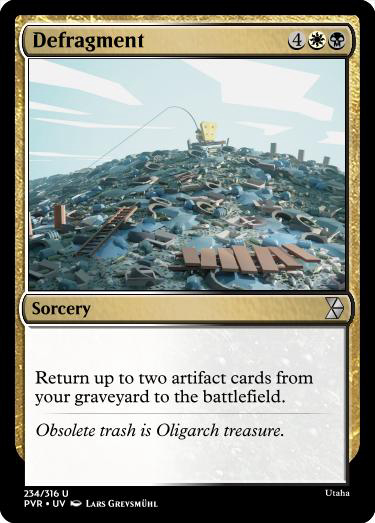 Defragment 4
Sorcery
Return up to two artifact cards from
your graveyard to the battlefield.
Obsolete trash is Oligarch treasure.
234/316 U
Utaha
PVR • UV Lars Grevsmühl